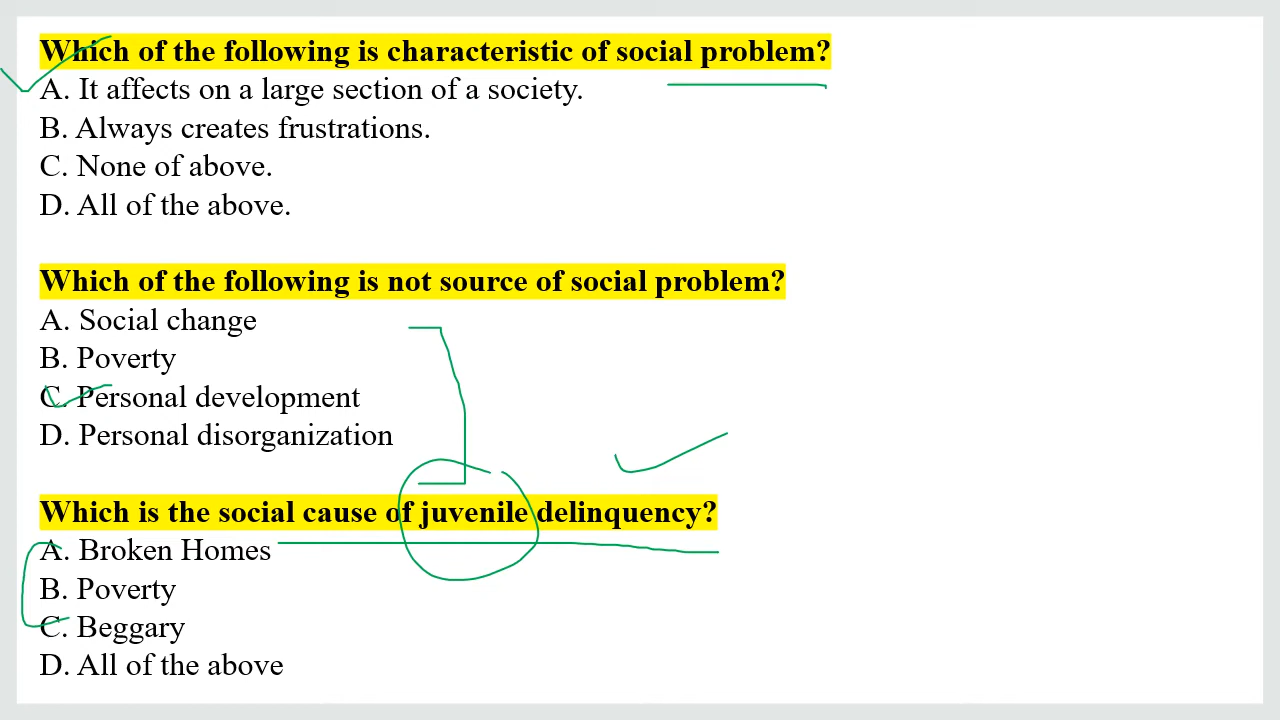 Which of the following is characteristic of social problem?
A. It affects on a large section of a society.
B. Always creates frustrations.
C. None of above.
D. All of the above.
Which of the following is not source of social problem?
A. Social change
B. Poverty
C. Personal development
D. Personal disorganization
Which is the social cause of juvenile delinquency?
A. Broken Homes
B. Poverty
C. Beggary
D. All of the above